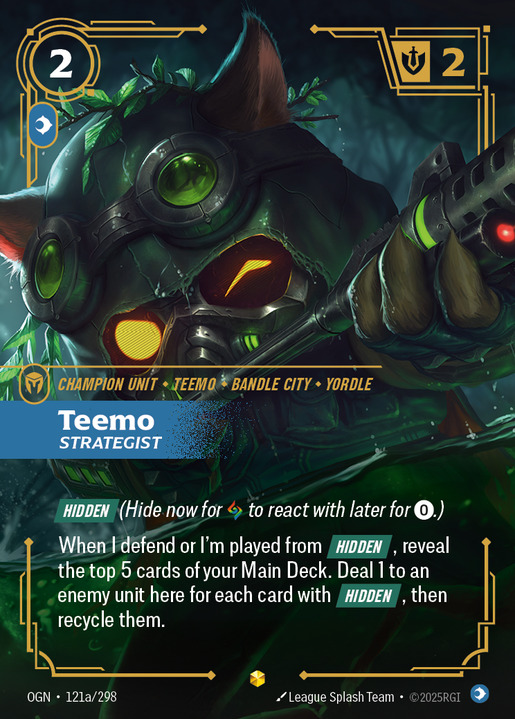 2
2
CHAMPION UNIT • TEEMO • BANDLE CITY • YORDLE
Teemo
STRATEGIST
HIDDEN (Hide now for to react with later for 0.)
When I defend or I'm played from HIDDEN, reveal
the top 5 cards of your Main Deck. Deal 1 to an
enemy unit here for each card with HIDDEN, then
recycle them.
OGN • 121a/298
League Splash Team • ©2025RGI